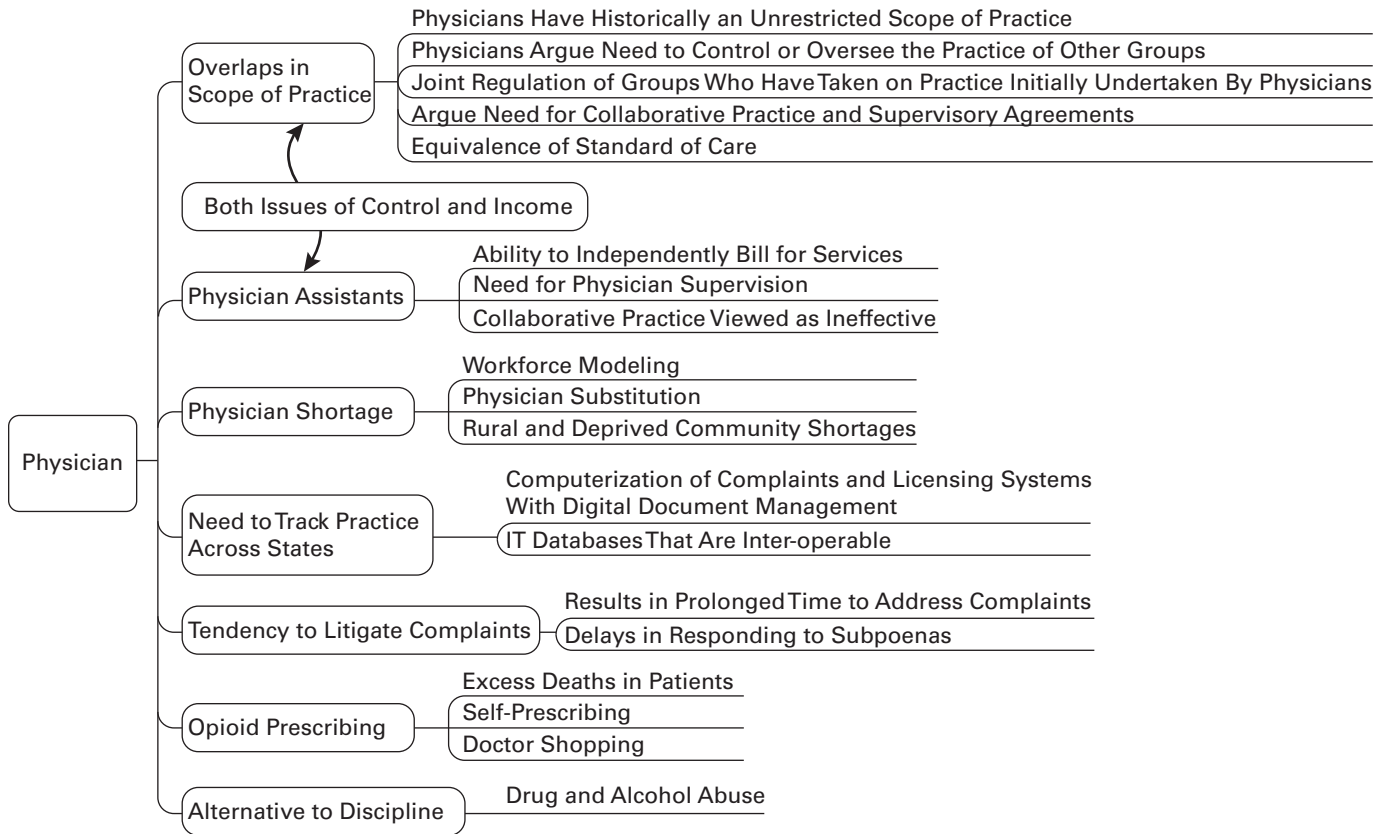 Physicians Have Historically an Unrestricted Scope of Practice
Physicians Argue Need to Control or Oversee the Practice of Other Groups
Overlaps in
Scope of Practice
Joint Regulation of Groups Who Have Taken on Practice Initially Undertaken By Physicians
Argue Need for Collaborative Practice and Supervisory Agreements
Equivalence of Standard of Care
Both Issues of Control and Income
Ability to Independently Bill for Services
Physician Assistants
Need for Physician Supervision
Collaborative Practice Viewed as Ineffective
Workforce Modeling
Physician Shortage
Physician Substitution
Rural and Deprived Community Shortages
Physician
Computerization of Complaints and Licensing Systems
With Digital Document Management
Need to Track Practice
Across States
IT Databases That Are Inter-operable
Results in Prolonged Time to Address Complaints
Tendency to Litigate Complaints
Delays in Responding to Subpoenas
Excess Deaths in Patients
Opioid Prescribing
Self-Prescribing
Doctor Shopping
Alternative to Discipline
Drug and Alcohol Abuse